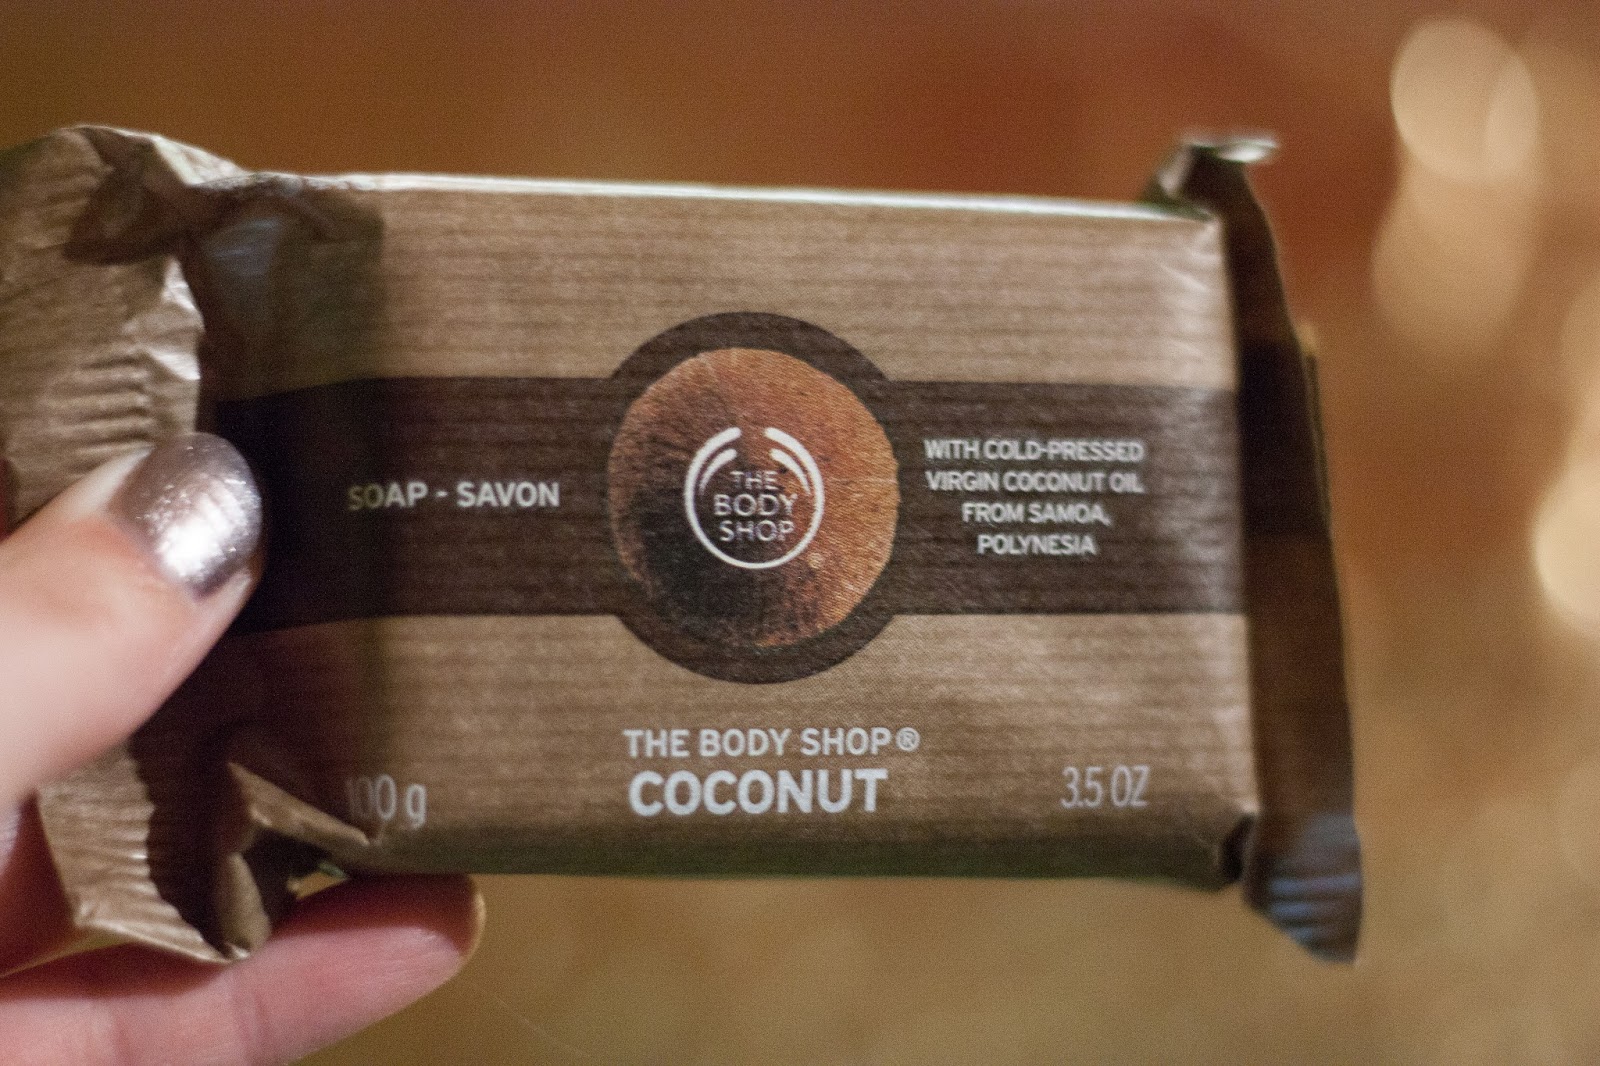 SOAP - SAVON
THE
BODY
SHOP
WITH COLD-PRESSED
VIRGIN COCONUT OIL
FROM SAMOA,
POLYNESIA
THE BODY SHOP®
COCONUT
100 g
3.5 OZ